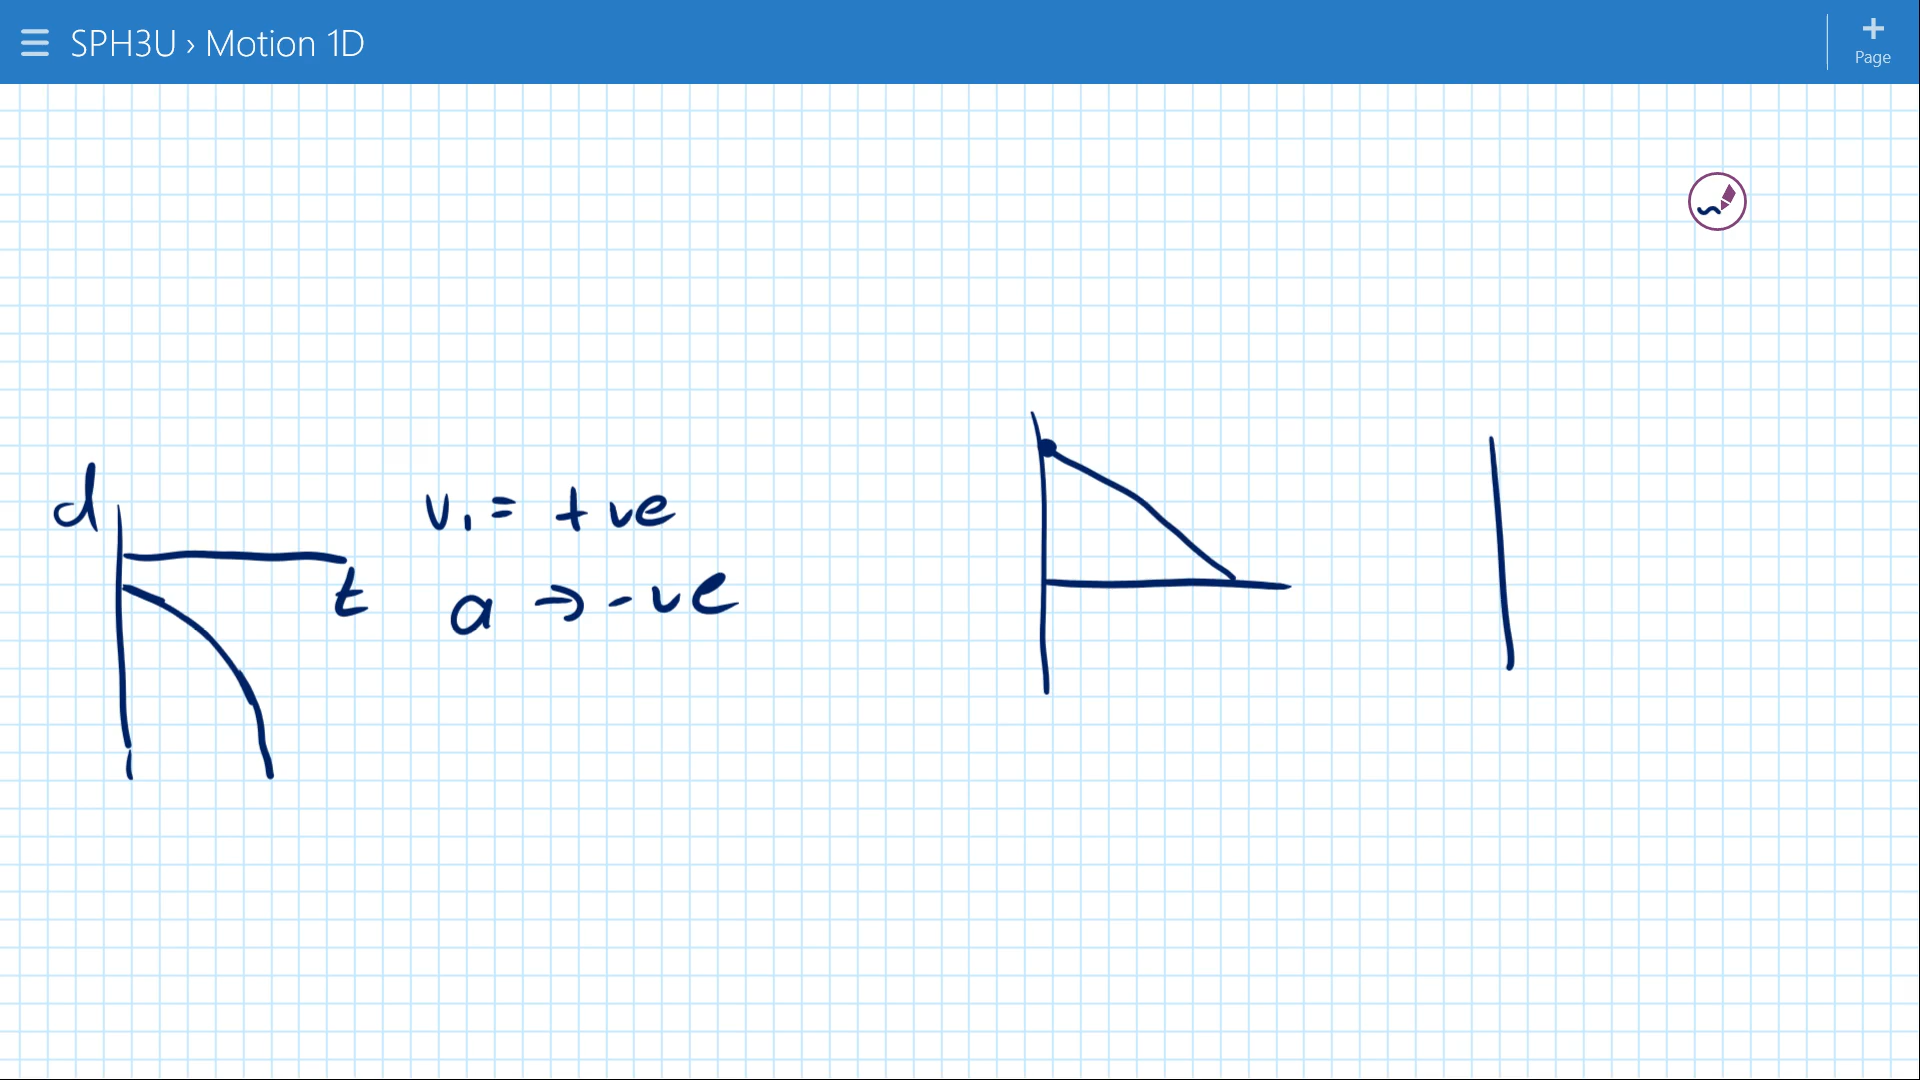 SPH3U › Motion 1D
Page
d
t
v₁ = +ve
a → -ve